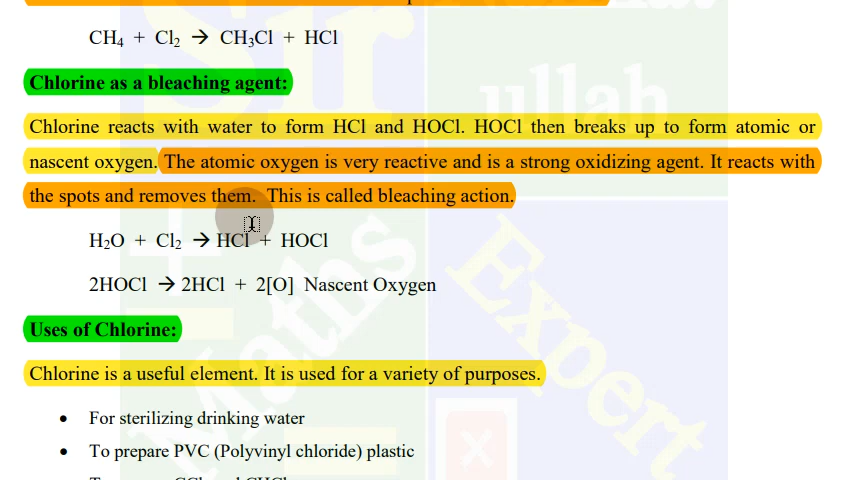 CH₄ + Cl₂ → CH₃Cl + HCl
Chlorine as a bleaching agent:
Chlorine reacts with water to form HCl and HOCl. HOCl then breaks up to form atomic or
nascent oxygen. The atomic oxygen is very reactive and is a strong oxidizing agent. It reacts with
the spots and removes them. This is called bleaching action.
H₂O + Cl₂ → HCl + HOCl
2HOCl → 2HCl + 2[O] Nascent Oxygen
Uses of Chlorine:
Chlorine is a useful element. It is used for a variety of purposes.
• For sterilizing drinking water
• To prepare PVC (Polyvinyl chloride) plastic
Sir
ullah
Maths
Expert